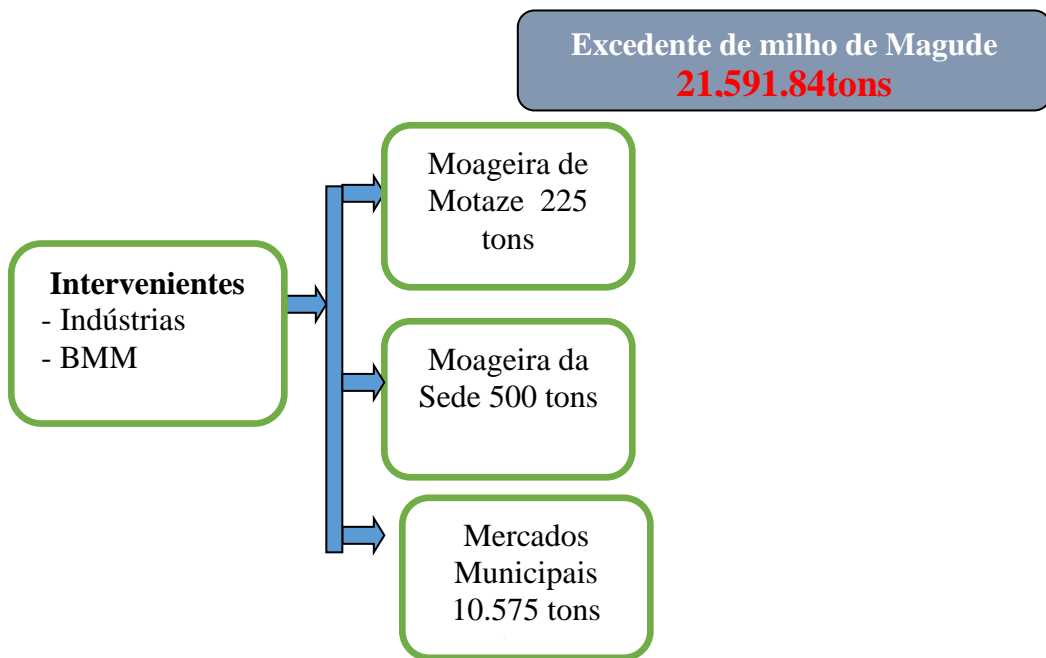 Excedente de milho de Magude
21,591.84tons
Moageira de
Motaze 225
tons
Intervenientes
- Indústrias
- BMM
Moageira da
Sede 500 tons
Mercados
Municipais
10.575 tons